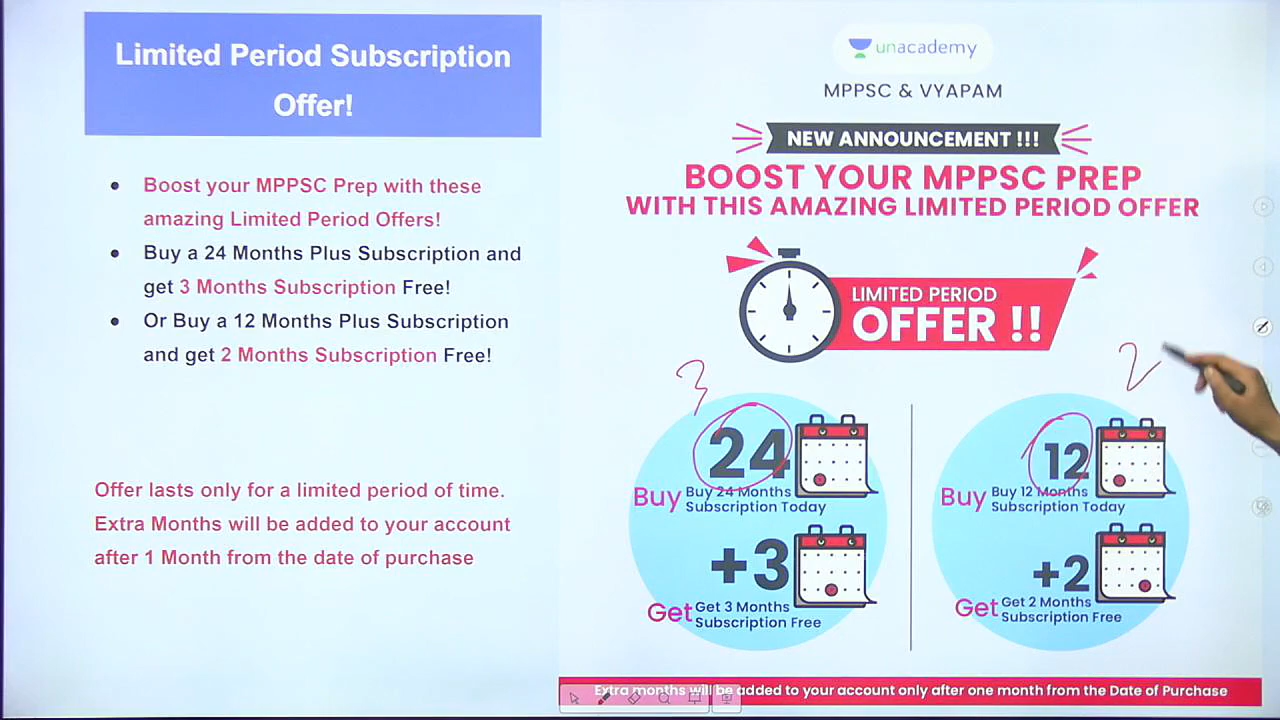 Limited Period Subscription
Offer!
Boost your MPPSC Prep with these
amazing Limited Period Offers!
Buy a 24 Months Plus Subscription and
get 3 Months Subscription Free!
Or Buy a 12 Months Plus Subscription
and get 2 Months Subscription Free!
Offer lasts only for a limited period of time.
Extra Months will be added to your account
after 1 Month from the date of purchase
unacademy
MPPSC & VYAPAM
NEW ANNOUNCEMENT !!!
BOOST YOUR MPPSC PREP
WITH THIS AMAZING LIMITED PERIOD OFFER
LIMITED PERIOD
OFFER !!
3
24
Buy Buy 24 Months
Subscription Today
+3
Get Get 3 Months
Subscription Free
2
12
Buy Buy 12 Months
Subscription Today
+2
Get Get 2 Months
Subscription Free
Extra months will be added to your account only after one month from the Date of Purchase